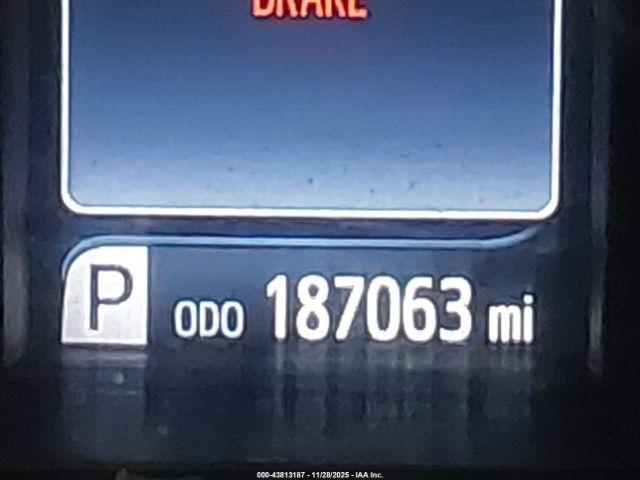 BRAKE
P ODO 187063 mi
000-43813187 - 11/28/2025 - IAA Inc.